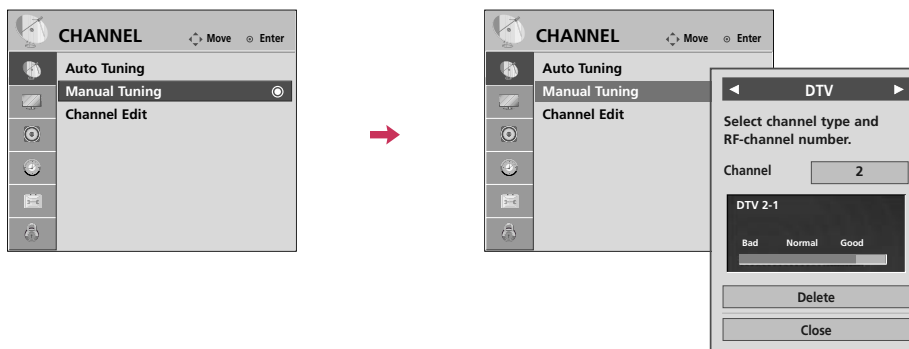 CHANNEL Move Enter
Auto Tuning
Manual Tuning
Channel Edit
CHANNEL Move Enter
Auto Tuning
Manual Tuning
Channel Edit
DTV
Select channel type and
RF-channel number.
Channel 2
DTV 2-1
Bad Normal Good
Delete
Close